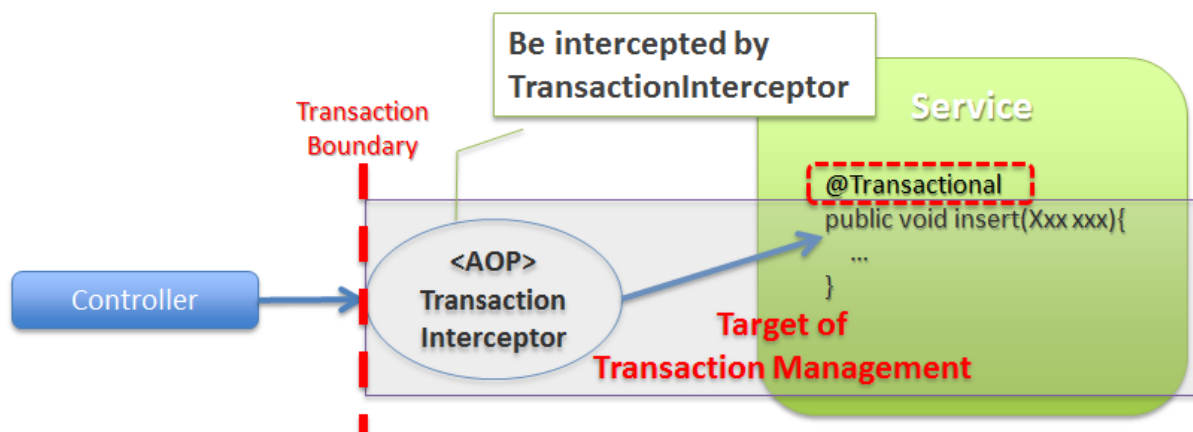 Be intercepted by
TransactionInterceptor
Transaction
Boundary
Service
@Transactional
public void insert(Xxx xxx){
...
}
Controller
<AOP>
Transaction
Interceptor
Target of
Transaction Management